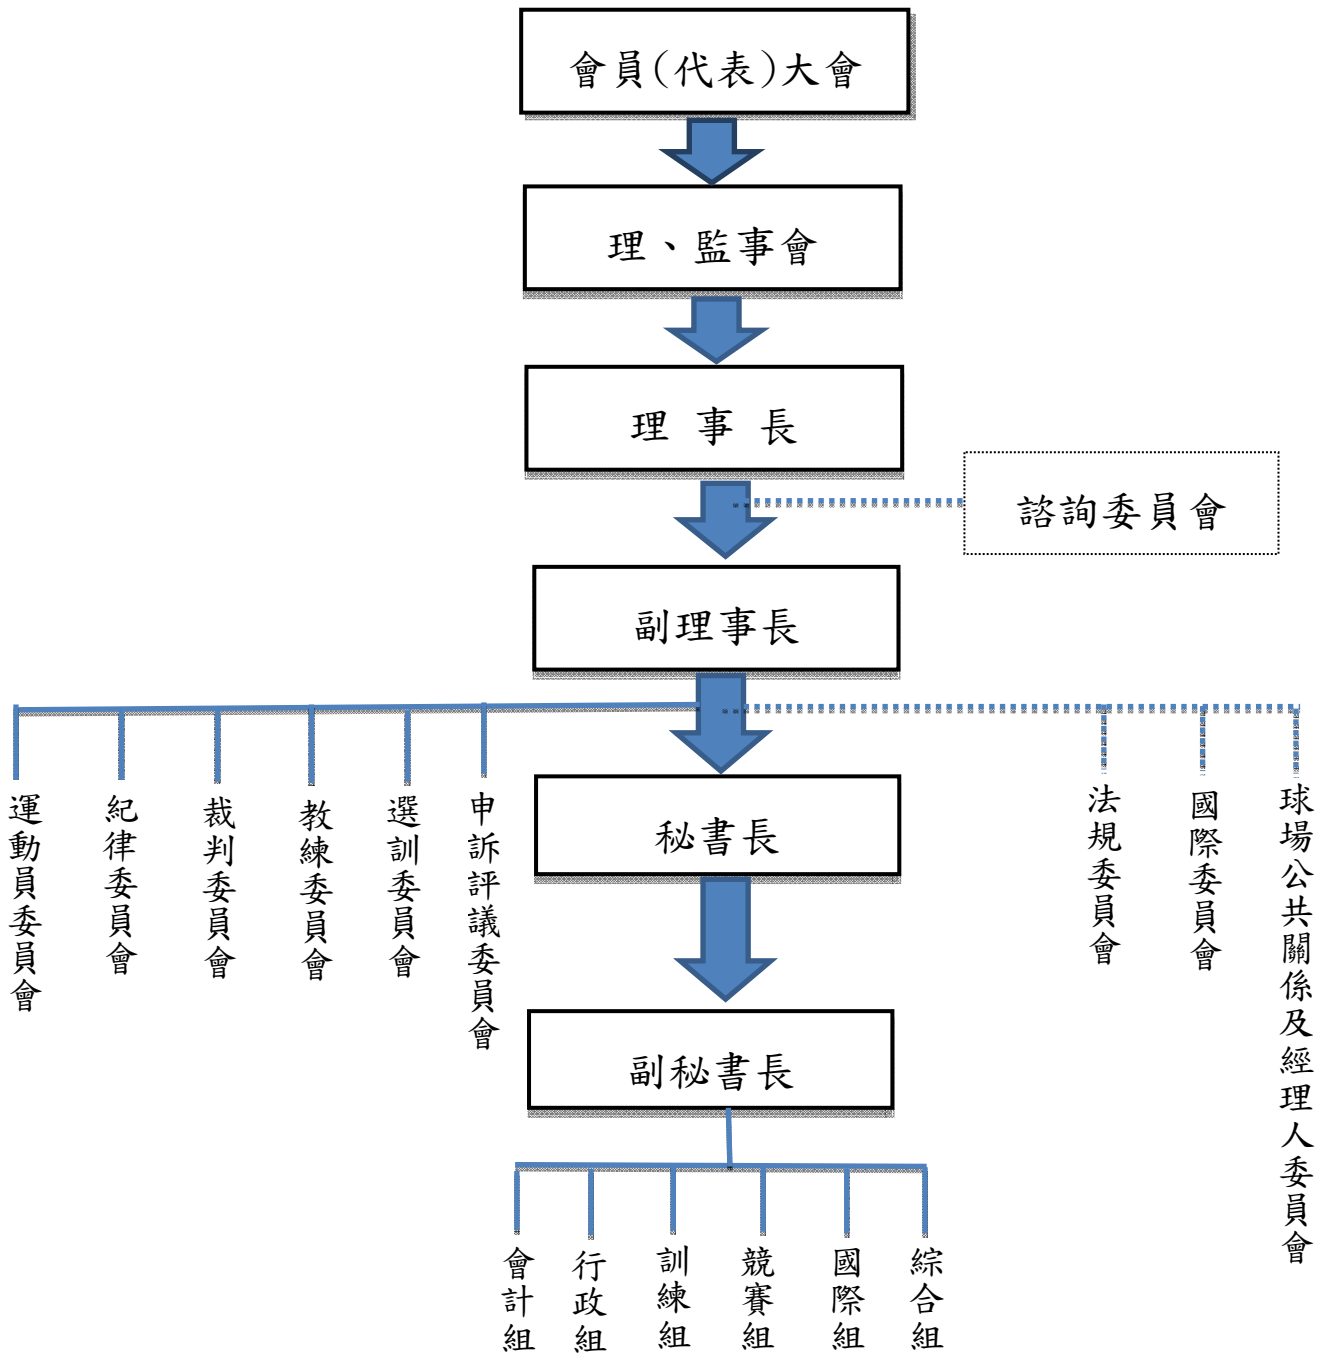 會員(代表)大會
理、監事會
理事長
諮詢委員會
副理事長
運動員委員會
紀律委員會
裁判委員會
教練委員會
選訓委員會
申訴評議委員會
秘書長
法規委員會
國際委員會
球場公共關係及經理人委員會
副秘書長
會計組
行政組
訓練組
競賽組
國際組
綜合組